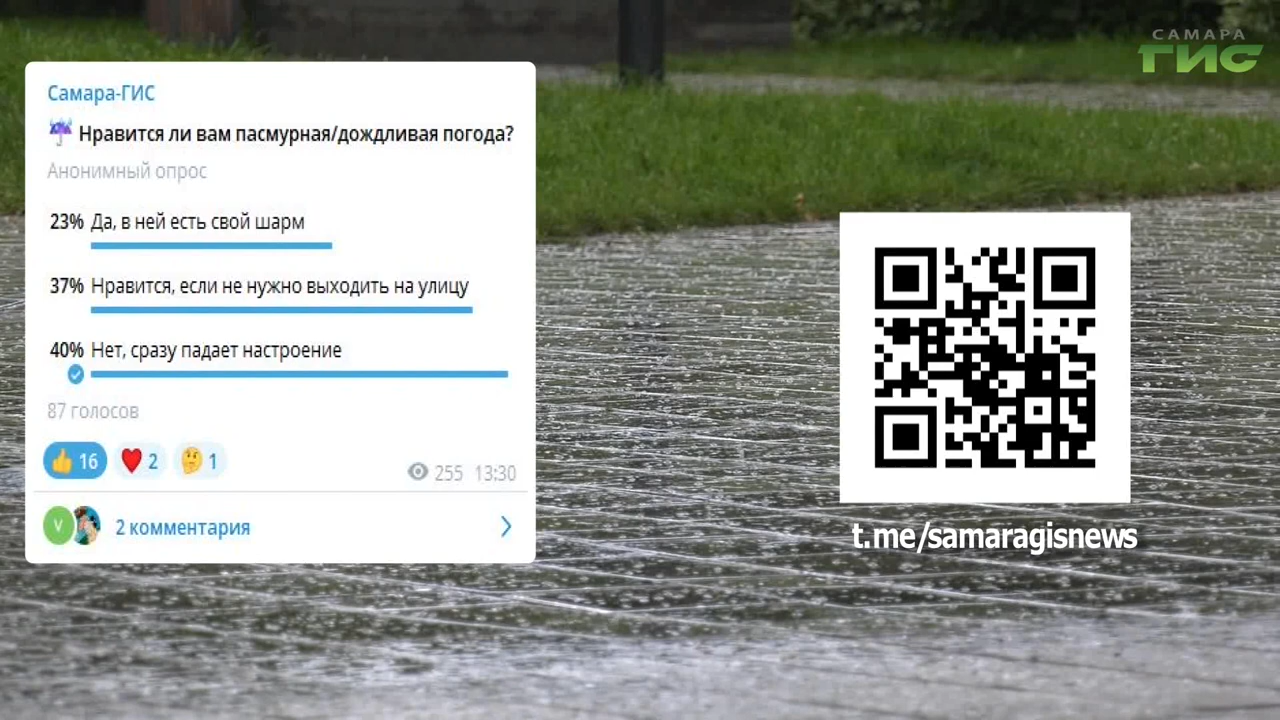 САМАРА
ГИС
Самара-ГИС
☔ Нравится ли вам пасмурная/дождливая погода?
Анонимный опрос
23% Да, в ней есть свой шарм
37% Нравится, если не нужно выходить на улицу
40% Нет, сразу падает настроение
87 голосов
👍 16 ❤️ 2 🤔 1
255 13:30
V
2 комментария
t.me/samaragisnews